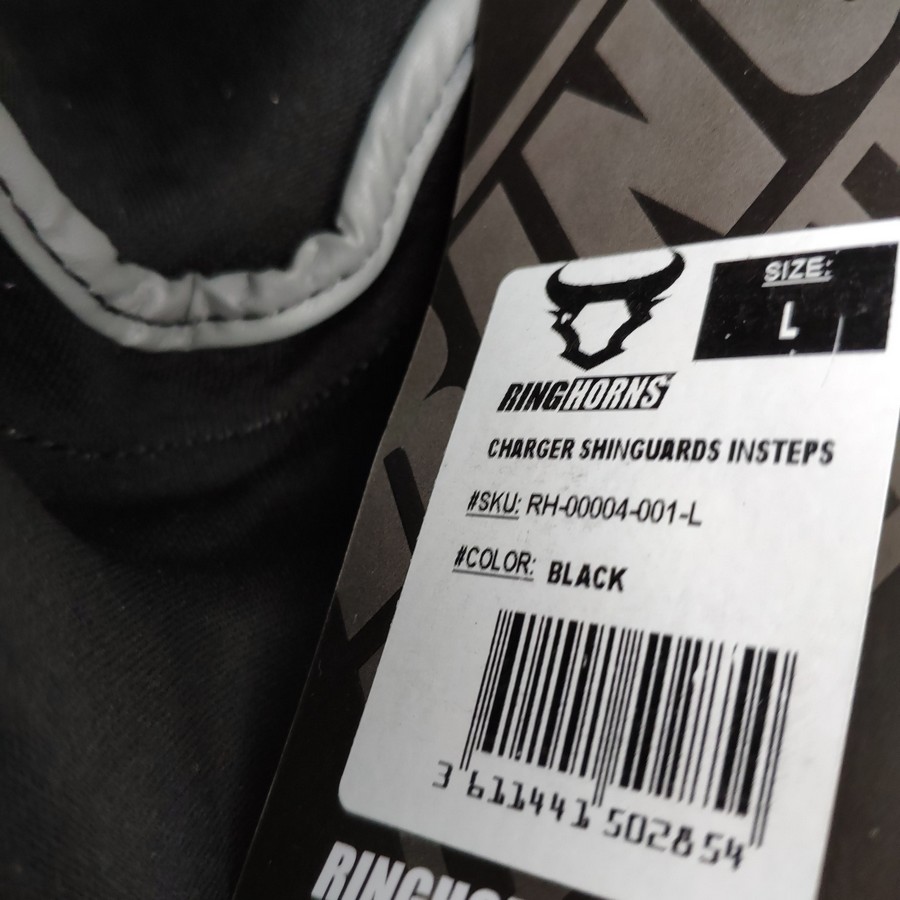 SIZE:
L
RINGHORNS
CHARGER SHINGUARDS INSTEPS
#SKU: RH-00004-001-L
#COLOR: BLACK
3 611441 502854